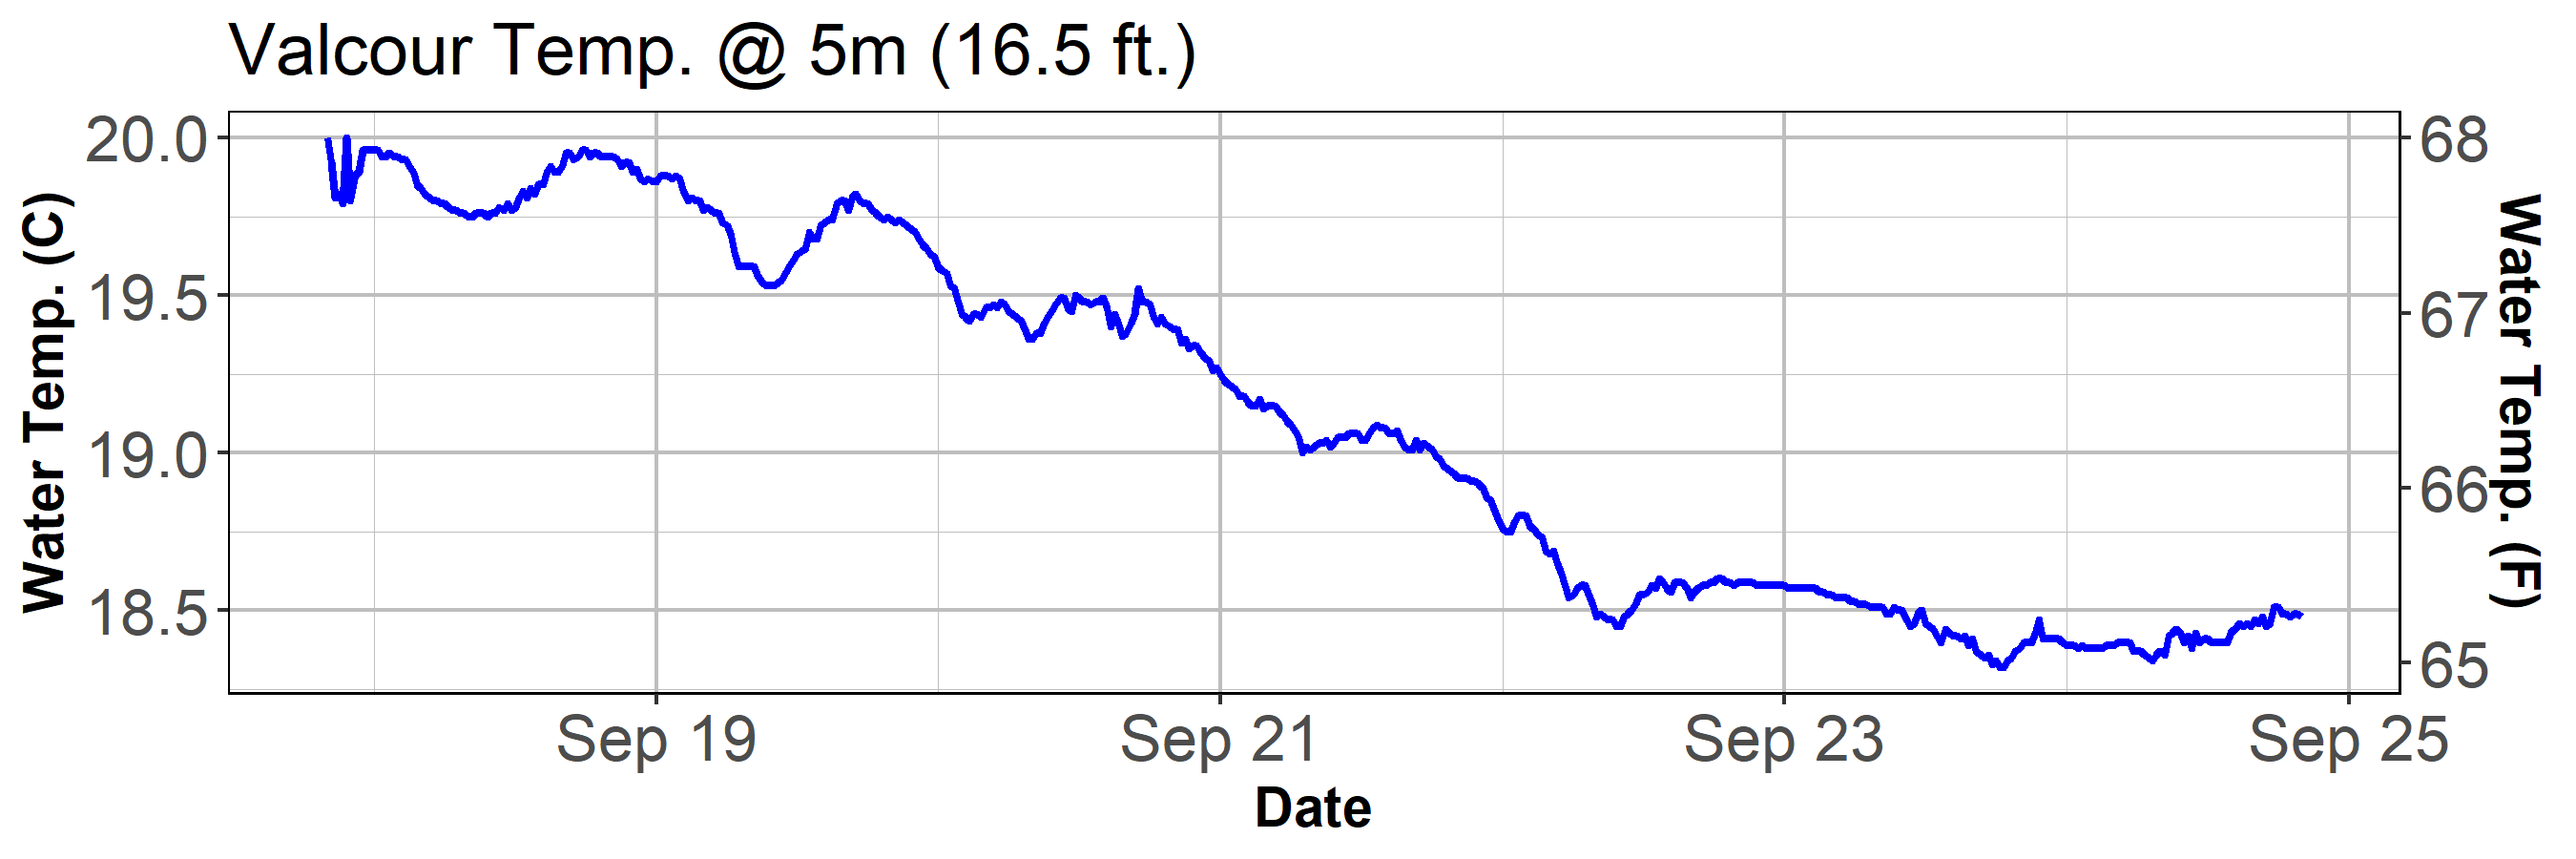 Valcour Temp. @ 5m (16.5 ft.)
Water Temp. (C)
20.0
19.5
19.0
18.5
68
67
66
65
Water Temp. (F)
Sep 19
Sep 21
Sep 23
Sep 25
Date